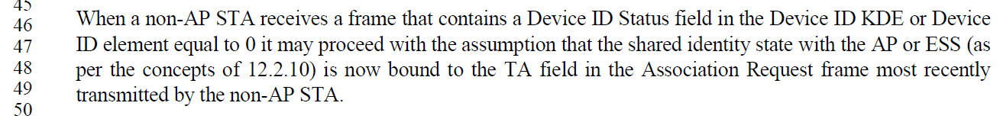 45
46 When a non-AP STA receives a frame that contains a Device ID Status field in the Device ID KDE or Device
47 ID element equal to 0 it may proceed with the assumption that the shared identity state with the AP or ESS (as
48 per the concepts of 12.2.10) is now bound to the TA field in the Association Request frame most recently
49 transmitted by the non-AP STA.
50